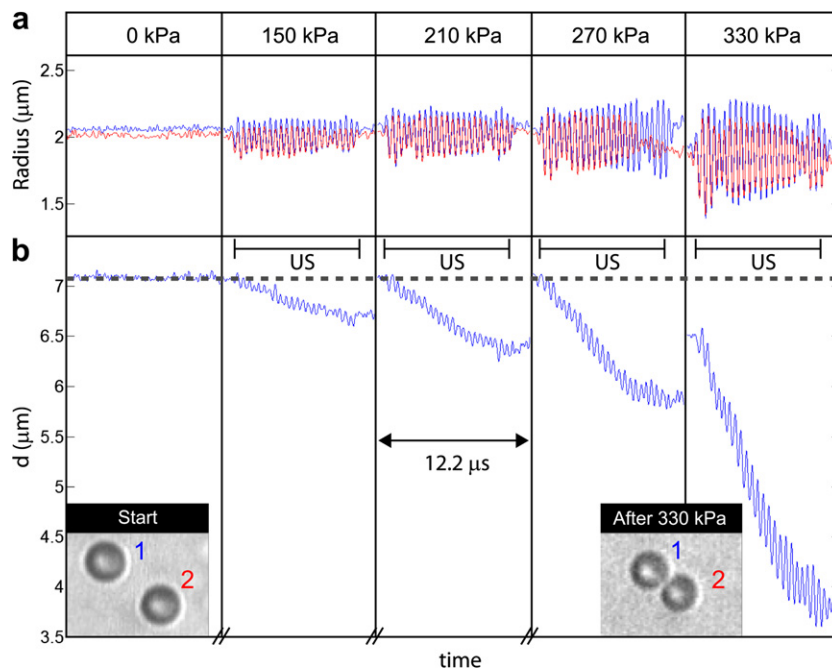 a
0 kPa 150 kPa 210 kPa 270 kPa 330 kPa
2.5
2
1.5
Radius (μm)
b
US US US US
7
6.5
6
5.5
5
4.5
4
3.5
d (μm)
12.2 μs
Start
1
2
After 330 kPa
1
2
time